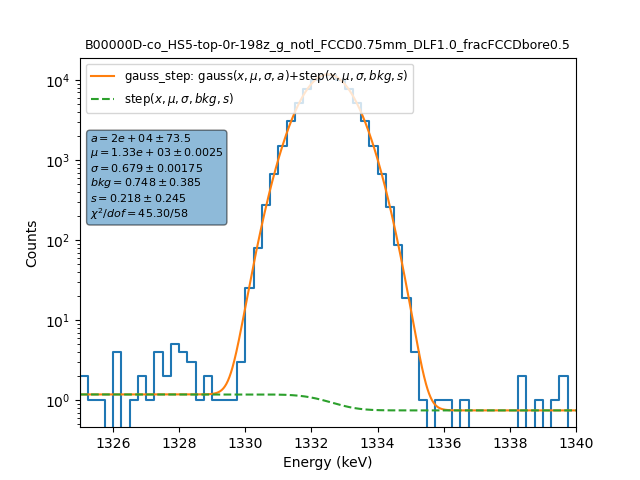 B00000D-co_HS5-top-0r-198z_g_notl_FCCD0.75mm_DLF1.0_fracFCCDbore0.5
gauss_step: gauss(x, μ, σ, a)+step(x, μ, σ, bkg, s)
step(x, μ, σ, bkg, s)
a = 2e + 04 ± 73.5
μ = 1.33e + 03 ± 0.0025
σ = 0.679 ± 0.00175
bkg = 0.748 ± 0.385
s = 0.218 ± 0.245
χ²/dof = 45.30/58
10⁴
10³
10²
10¹
10⁰
Counts
1326 1328 1330 1332 1334 1336 1338 1340
Energy (keV)